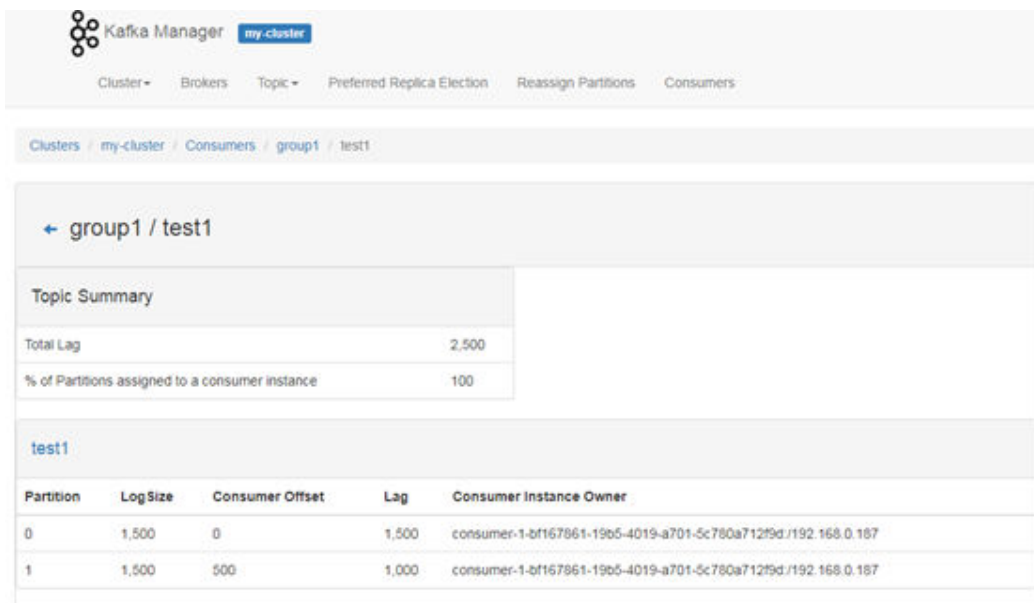 Kafka Manager my-cluster
Cluster Brokers Topic Preferred Replica Election Reassign Partitions Consumers
Clusters / my-cluster / Consumers / group1 / test1
← group1 / test1
Topic Summary
Total Lag 2,500
% of Partitions assigned to a consumer instance 100
test1
Partition LogSize Consumer Offset Lag Consumer Instance Owner
0 1,500 0 1,500 consumer-1-bf167861-19b5-4019-a701-5c780a712f9d:/192.168.0.187
1 1,500 500 1,000 consumer-1-bf167861-19b5-4019-a701-5c780a712f9d:/192.168.0.187